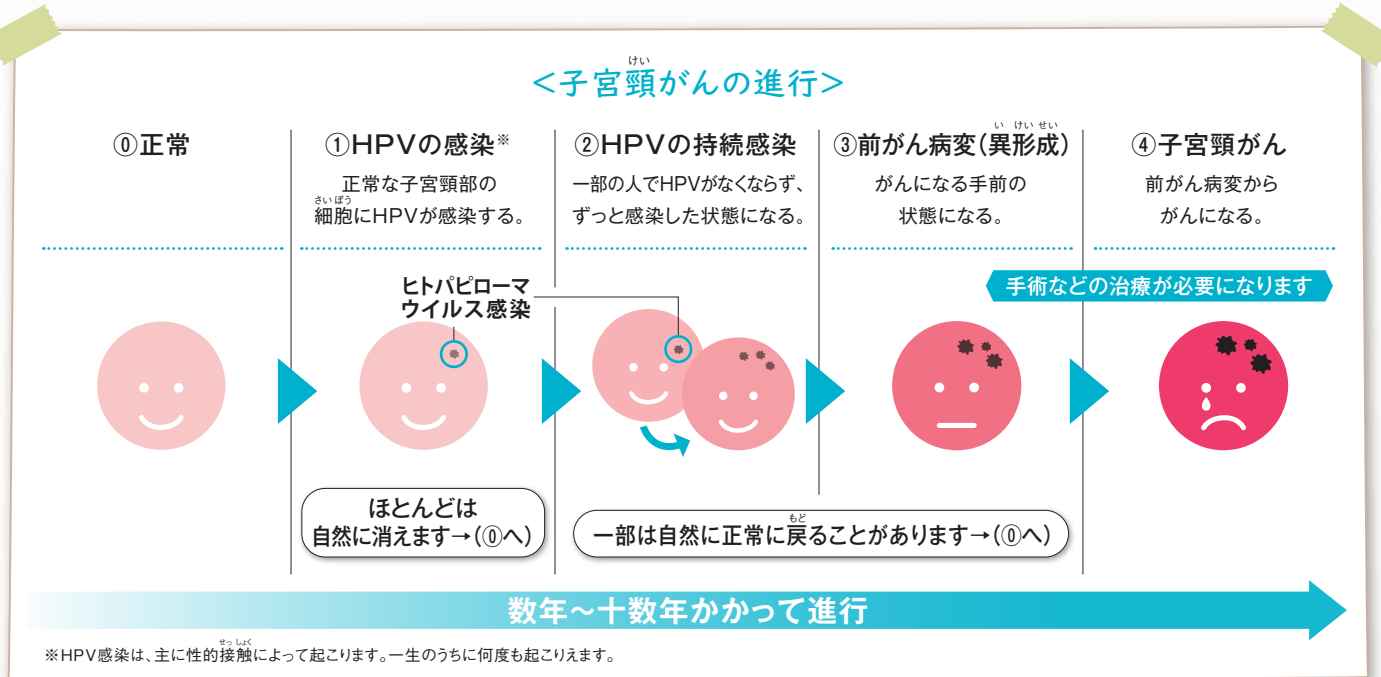 けい
<子宮頸がんの進行>
⓪正常
①HPVの感染※
正常な子宮頸部の
さいぼう
細胞にHPVが感染する。
②HPVの持続感染
一部の人でHPVがなくならず、
ずっと感染した状態になる。
い けい せい
③前がん病変(異形成)
がんになる手前の
状態になる。
④子宮頸がん
前がん病変から
がんになる。
手術などの治療が必要になります
ヒトパピローマ
ウイルス感染
ほとんどは
自然に消えます→(⓪へ)
もど
一部は自然に正常に戻ることがあります→(⓪へ)
数年～十数年かかって進行
せっしょく
※HPV感染は、主に性的接触によって起こります。一生のうちに何度も起こりえます。